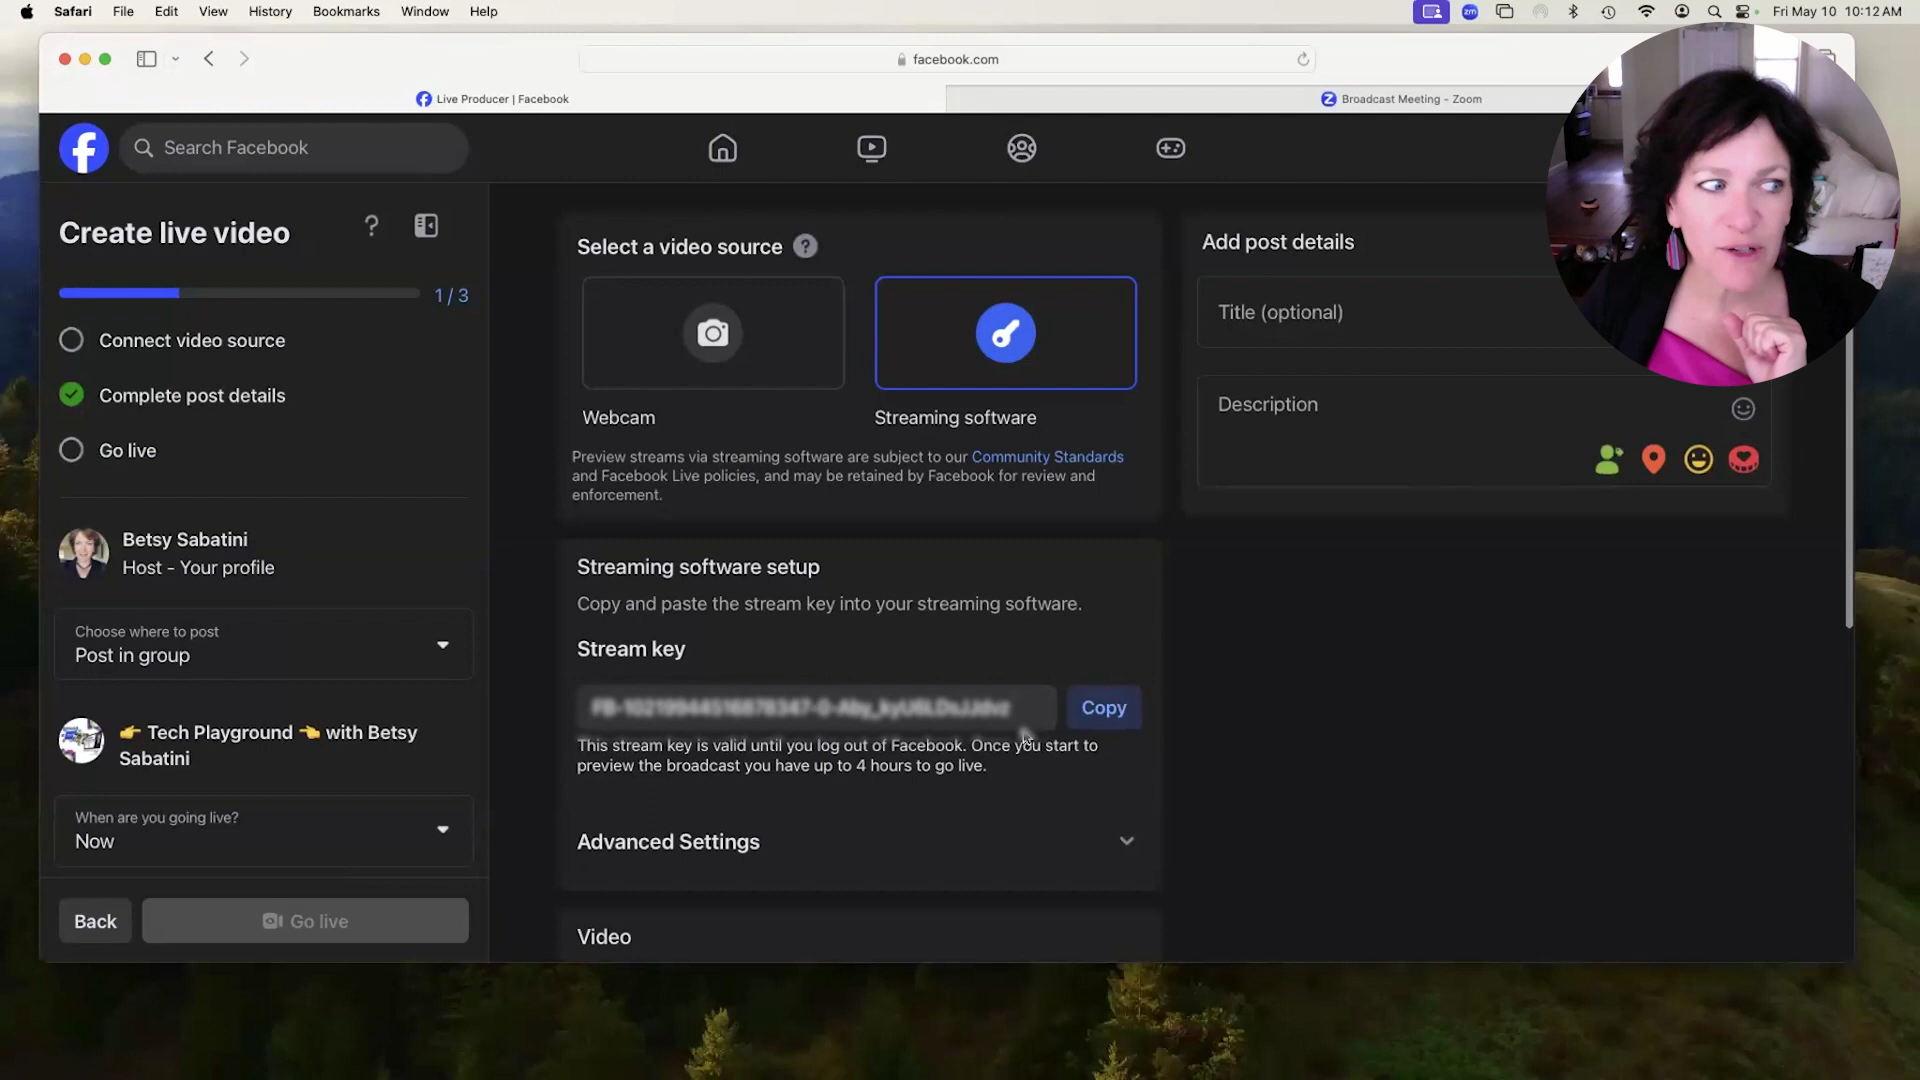 Safari File Edit View History Bookmarks Window Help
zm
Fri May 10 10:12 AM
facebook.com
Live Producer | Facebook
Broadcast Meeting - Zoom
Search Facebook
Create live video
?
1 / 3
Connect video source
Complete post details
Go live
Betsy Sabatini
Host - Your profile
Choose where to post
Post in group
👉 Tech Playground 👈 with Betsy
Sabatini
When are you going live?
Now
Back
Go live
Select a video source ?
Webcam
Streaming software
Preview streams via streaming software are subject to our Community Standards
and Facebook Live policies, and may be retained by Facebook for review and
enforcement.
Streaming software setup
Copy and paste the stream key into your streaming software.
Stream key
Copy
This stream key is valid until you log out of Facebook. Once you start to
preview the broadcast you have up to 4 hours to go live.
Advanced Settings
Video
Add post details
Title (optional)
Description